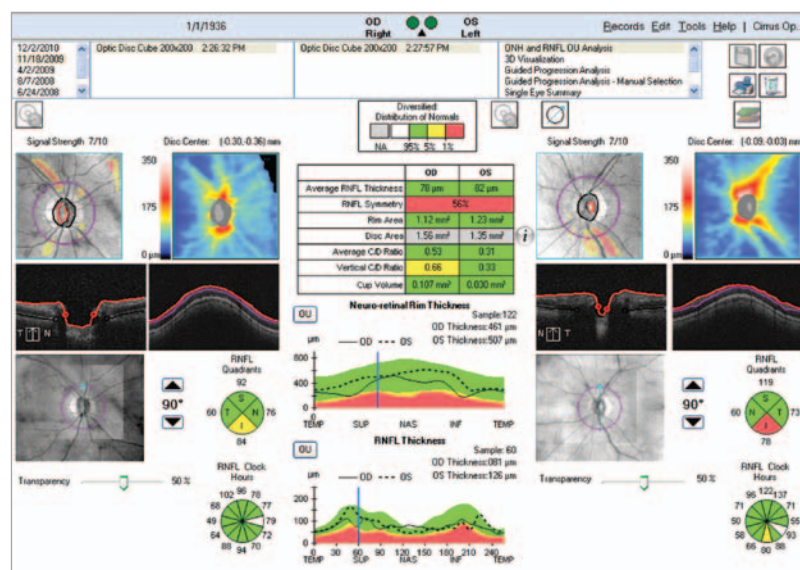 1/1/1936
OD
Right
OS
Left
Records Edit Tools Help | Cirrus Op.
12/2/2010
11/18/2009
4/2/2009
8/7/2008
6/24/2008
Optic Disc Cube 200x200 2:26:32 PM
Optic Disc Cube 200x200 2:27:57 PM
ONH and RNFL OU Analysis
3D Visualization
Guided Progression Analysis
Guided Progression Analysis - Manual Selection
Single Eye Summary
Diversified
Distribution of Normals
NA 95% 5% 1%
Signal Strength 7/10
Disc Center: (-0.30,-0.36) mm
350
175
0 µm
OD OS
Average RNFL Thickness 78 µm 82 µm
RNFL Symmetry 56%
Rim Area 1.12 mm² 1.23 mm²
Disc Area 1.56 mm² 1.35 mm²
Average C/D Ratio 0.53 0.31
Vertical C/D Ratio 0.66 0.33
Cup Volume 0.107 mm³ 0.030 mm³
i
Signal Strength 7/10
Disc Center: (-0.09,-0.03) mm
350
175
0 µm
T N
Neuro-retinal Rim Thickness
OU
Sample:122
OD Thickness:461 µm
OS Thickness:507 µm
µm
OD OS
800
400
0
TEMP SUP NAS INF TEMP
RNFL Thickness
OU
Sample: 60
OD Thickness:081 µm
OS Thickness:126 µm
µm
OD OS
200
100
0
0 30 60 90 120 150 180 210 240
TEMP SUP NAS INF TEMP
90°
RNFL
Quadrants
92
S
60 T N 76
I
84
Transparency 50 %
RNFL Clock
Hours
96
102 78
68 77
49 79
64 72
88 70
94
T N
90°
RNFL
Quadrants
119
S
60 T N 73
I
78
Transparency 50 %
RNFL Clock
Hours
122
96 137
71 71
50 55
58 93
66 88
80